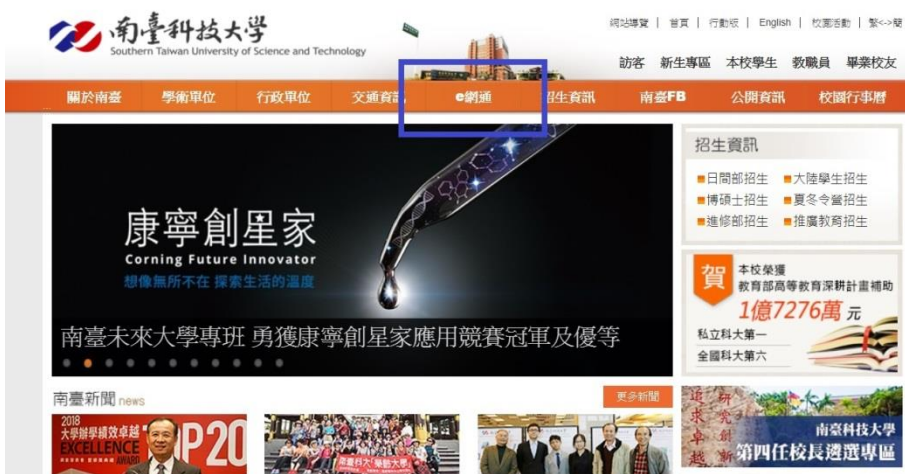 南臺科技大學
Southern Taiwan University of Science and Technology
網站導覽 | 首頁 | 行動版 | English | 校園活動 | 繁<->簡
訪客 新生專區 本校學生 教職員 畢業校友
關於南臺 學術單位 行政單位 交通資訊 e網通 招生資訊 南臺FB 公開資訊 校園行事曆
康寧創星家
Corning Future Innovator
想像無所不在 探索生活的溫度
南臺未來大學專班 勇獲康寧創星家應用競賽冠軍及優等
招生資訊
日間部招生 大陸學生招生
博碩士招生 夏冬令營招生
進修部招生 推廣教育招生
賀
本校榮獲
教育部高等教育深耕計畫補助
1億7276萬 元
私立科大第一
全國科大第六
南臺新聞 news
更多新聞
2018
大學辦學績效卓越
EXCELLENCE
AWARD
P20
南臺科技大學
第四任校長遴選專區